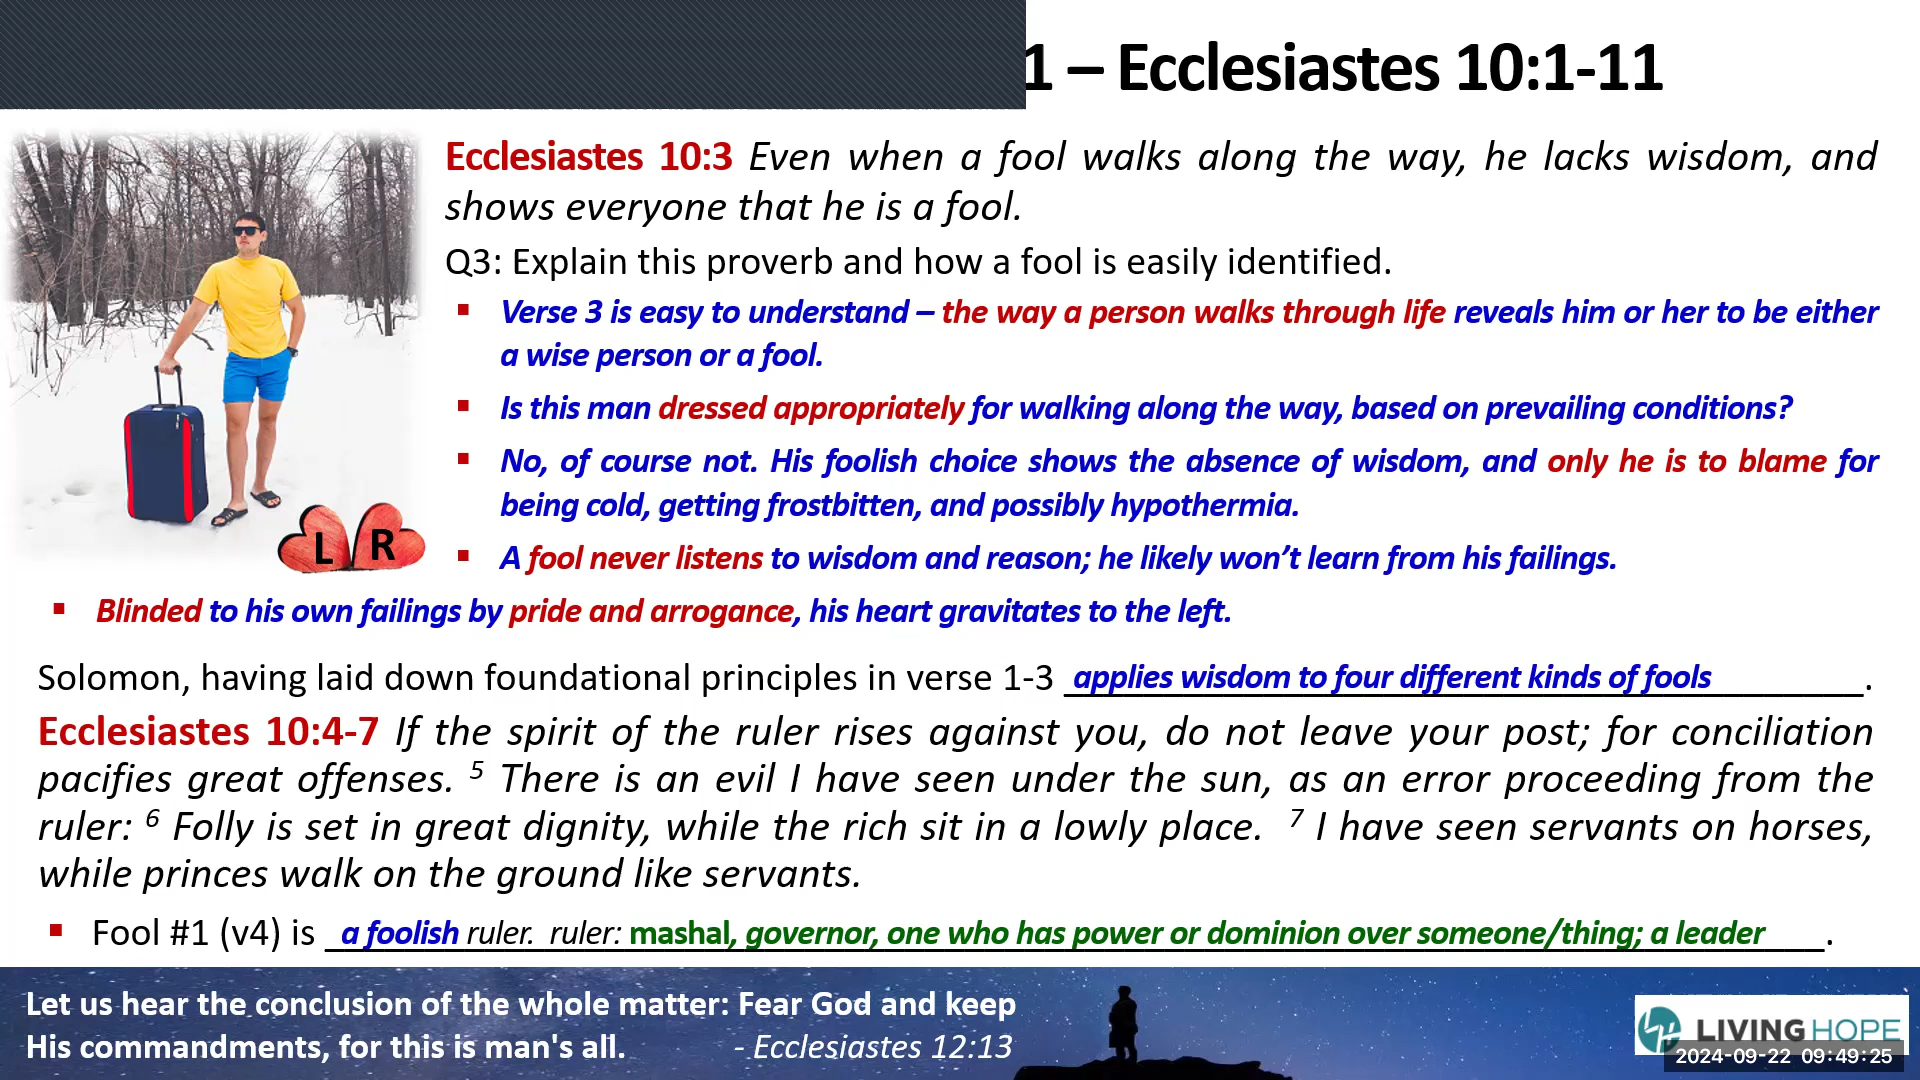 1 – Ecclesiastes 10:1-11
Ecclesiastes 10:3 Even when a fool walks along the way, he lacks wisdom, and
shows everyone that he is a fool.
Q3: Explain this proverb and how a fool is easily identified.
▪ Verse 3 is easy to understand – the way a person walks through life reveals him or her to be either
a wise person or a fool.
▪ Is this man dressed appropriately for walking along the way, based on prevailing conditions?
▪ No, of course not. His foolish choice shows the absence of wisdom, and only he is to blame for
being cold, getting frostbitten, and possibly hypothermia.
L R
▪ A fool never listens to wisdom and reason; he likely won’t learn from his failings.
▪ Blinded to his own failings by pride and arrogance, his heart gravitates to the left.
Solomon, having laid down foundational principles in verse 1-3 applies wisdom to four different kinds of fools.
Ecclesiastes 10:4-7 If the spirit of the ruler rises against you, do not leave your post; for conciliation
pacifies great offenses. 5 There is an evil I have seen under the sun, as an error proceeding from the
ruler: 6 Folly is set in great dignity, while the rich sit in a lowly place. 7 I have seen servants on horses,
while princes walk on the ground like servants.
▪ Fool #1 (v4) is a foolish ruler. ruler: mashal, governor, one who has power or dominion over someone/thing; a leader.
Let us hear the conclusion of the whole matter: Fear God and keep
His commandments, for this is man's all. - Ecclesiastes 12:13
LIVING HOPE
2024-09-22 09:49:25